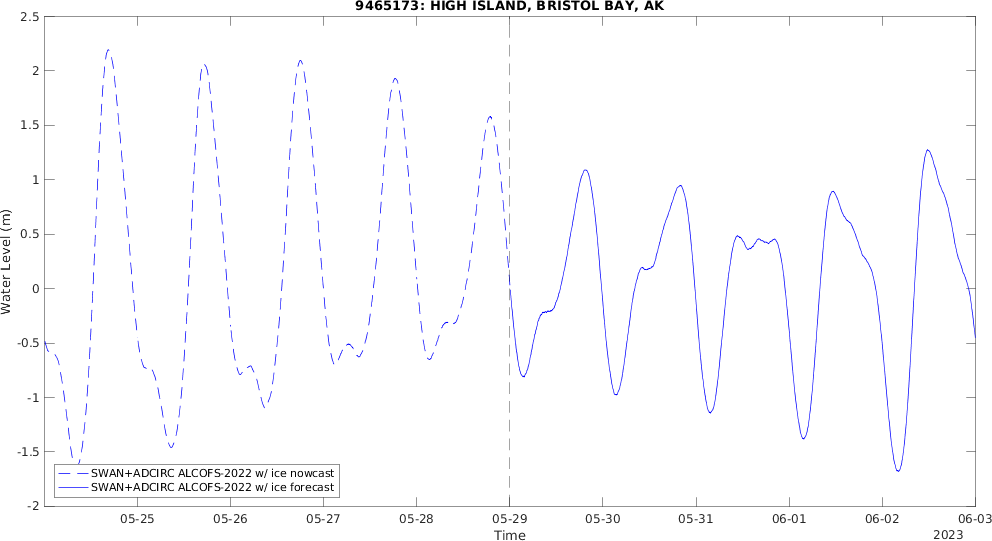 9465173: HIGH ISLAND, BRISTOL BAY, AK
Water Level (m)
2.5
2
1.5
1
0.5
0
-0.5
-1
-1.5
-2
SWAN+ADCIRC ALCOFS-2022 w/ ice nowcast
SWAN+ADCIRC ALCOFS-2022 w/ ice forecast
05-25 05-26 05-27 05-28 05-29 05-30 05-31 06-01 06-02 06-03
Time
2023